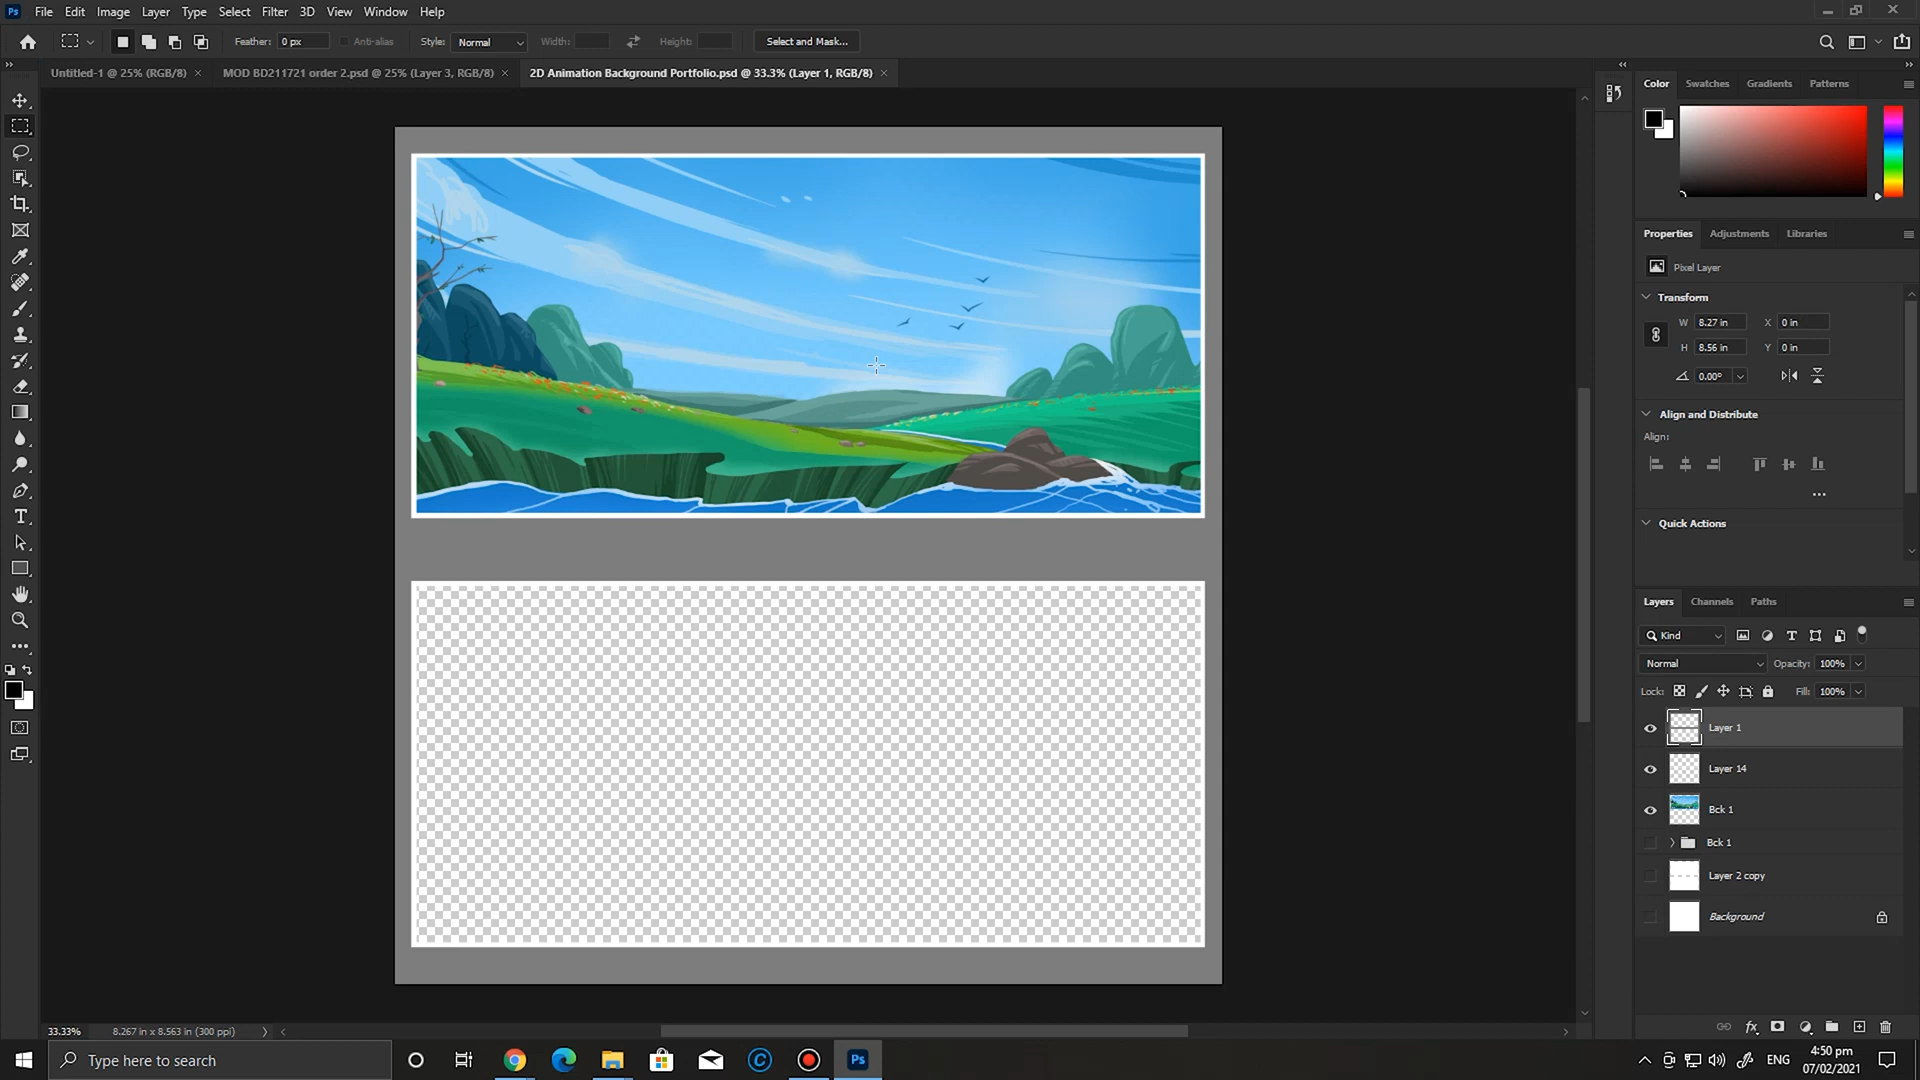 Ps File Edit Image Layer Type Select Filter 3D View Window Help
Feather: 0 px Anti-alias Style: Normal Width: Height: Select and Mask...
Untitled-1 @ 25% (RGB/8) × MOD BD211721 order 2.psd @ 25% (Layer 3, RGB/8) × 2D Animation Background Portfolio.psd @ 33.3% (Layer 1, RGB/8) ×
Color Swatches Gradients Patterns
Properties Adjustments Libraries
Pixel Layer
Transform
W 8.27 in X 0 in
H 8.56 in Y 0 in
0.00°
Align and Distribute
Align:
Quick Actions
Layers Channels Paths
Kind
Normal Opacity: 100%
Lock: Fill: 100%
Layer 1
Layer 14
Bck 1
Bck 1
Layer 2 copy
Background
fx
33.33% 8.267 in x 8.563 in (300 ppi)
Type here to search
Ps
ENG
4:50 pm
07/02/2021